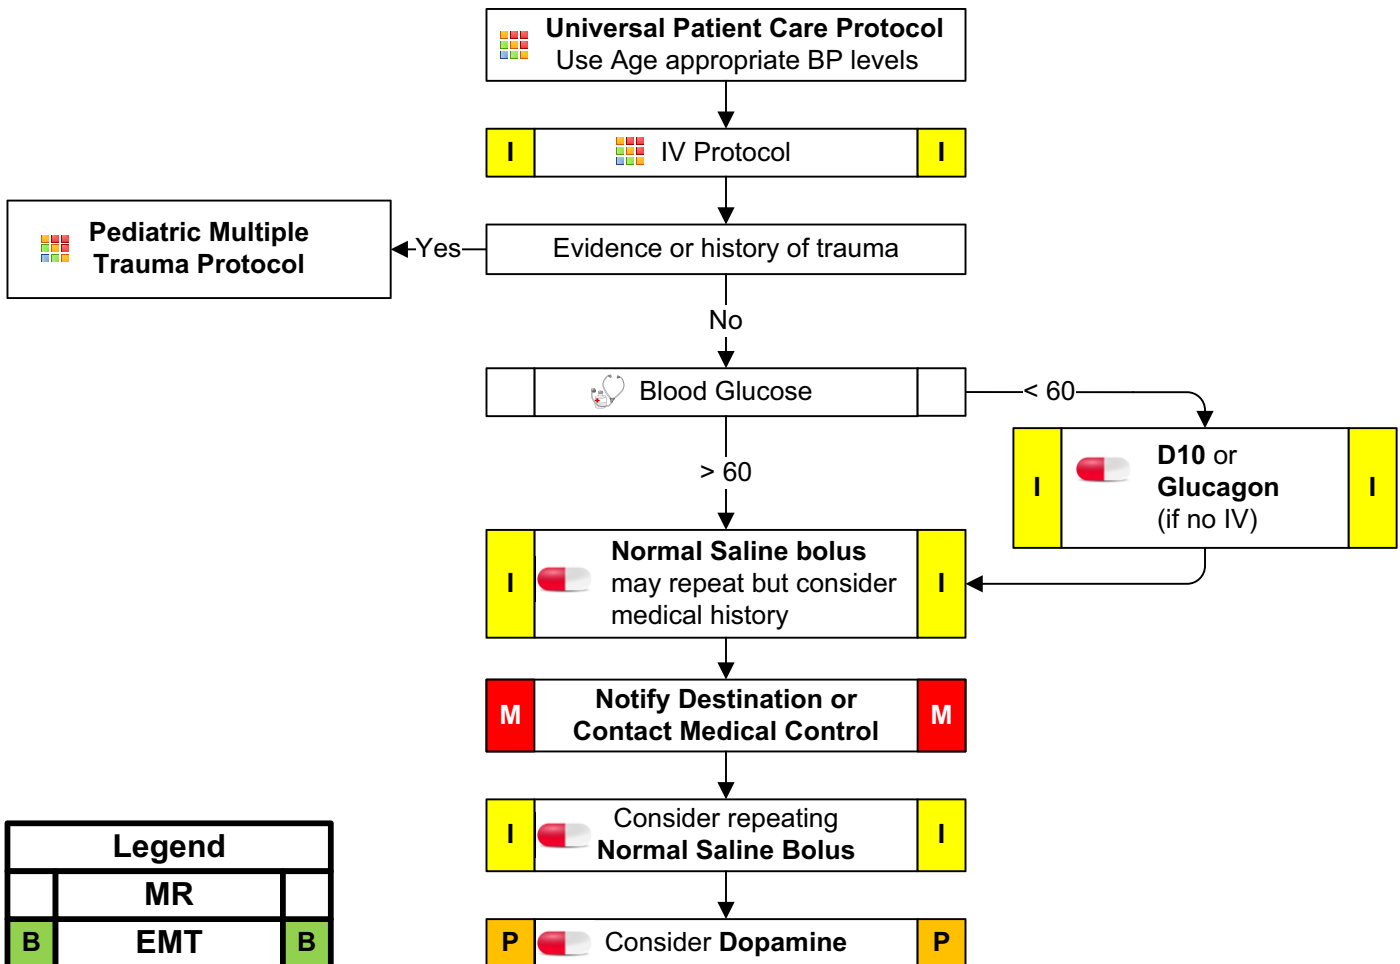 Universal Patient Care Protocol
Use Age appropriate BP levels
I IV Protocol I
Pediatric Multiple
Trauma Protocol
Yes
Evidence or history of trauma
No
Blood Glucose
< 60
> 60
I
D10 or
Glucagon
(if no IV)
I
I
Normal Saline bolus
may repeat but consider
medical history
I
M
Notify Destination or
Contact Medical Control
M
I
Consider repeating
Normal Saline Bolus
I
P Consider Dopamine P
Legend
MR
B EMT B